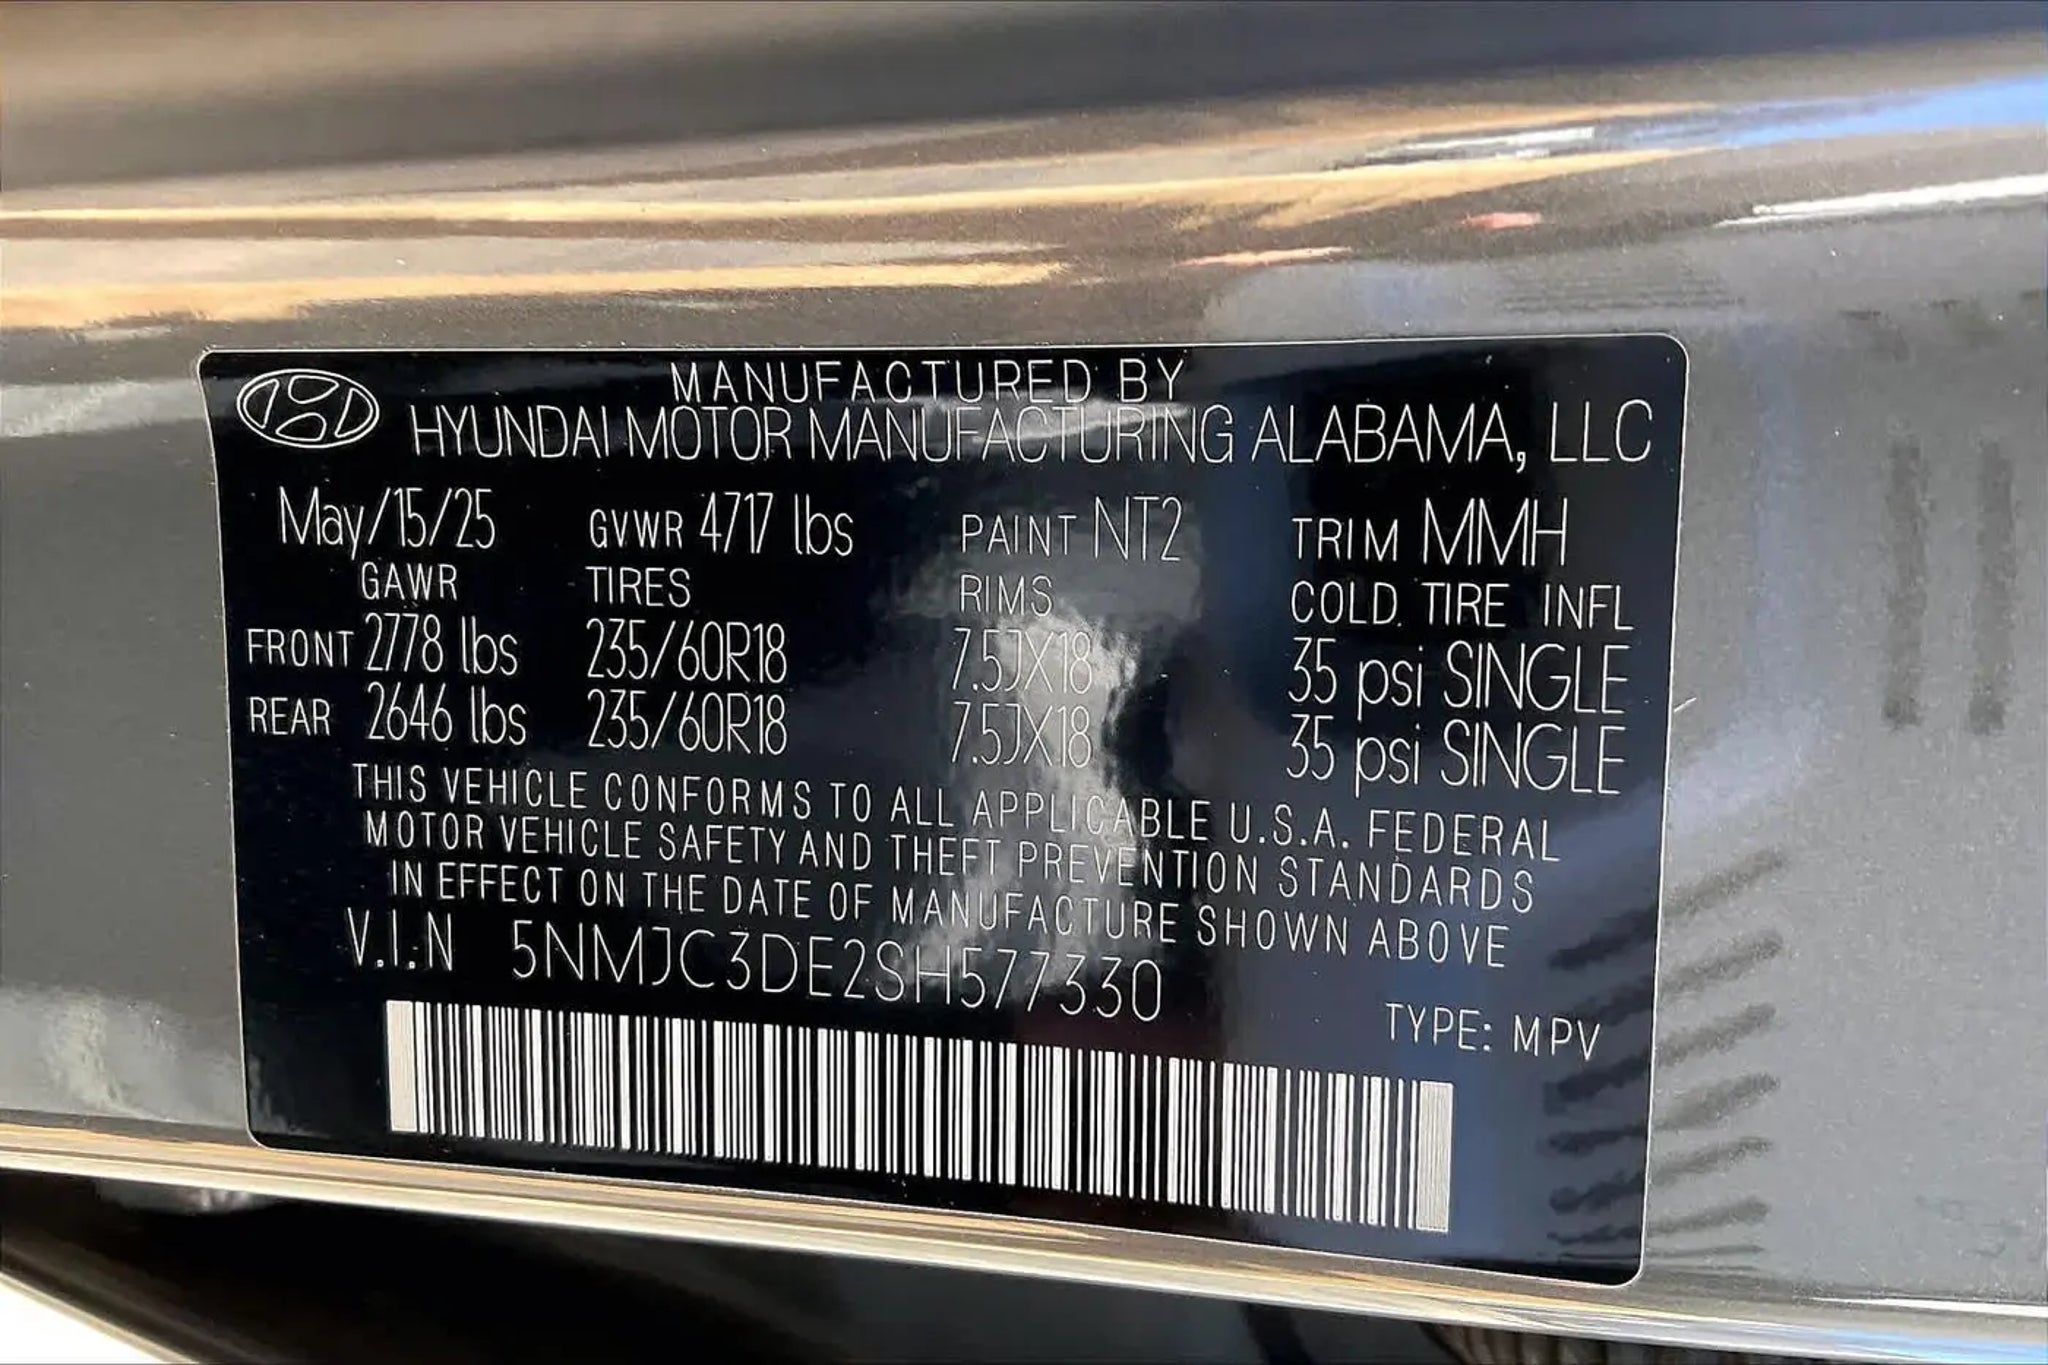 MANUFACTURED BY
HYUNDAI MOTOR MANUFACTURING ALABAMA, LLC
May/15/25 GVWR 4717 lbs PAINT NT2 TRIM MMH
GAWR TIRES RIMS COLD TIRE INFL
FRONT 2778 lbs 235/60R18 7.5JX18 35 psi SINGLE
REAR 2646 lbs 235/60R18 7.5JX18 35 psi SINGLE
THIS VEHICLE CONFORMS TO ALL APPLICABLE U.S.A. FEDERAL
MOTOR VEHICLE SAFETY AND THEFT PREVENTION STANDARDS
IN EFFECT ON THE DATE OF MANUFACTURE SHOWN ABOVE
V.I.N 5NMJC3DE2SH577330
TYPE: MPV